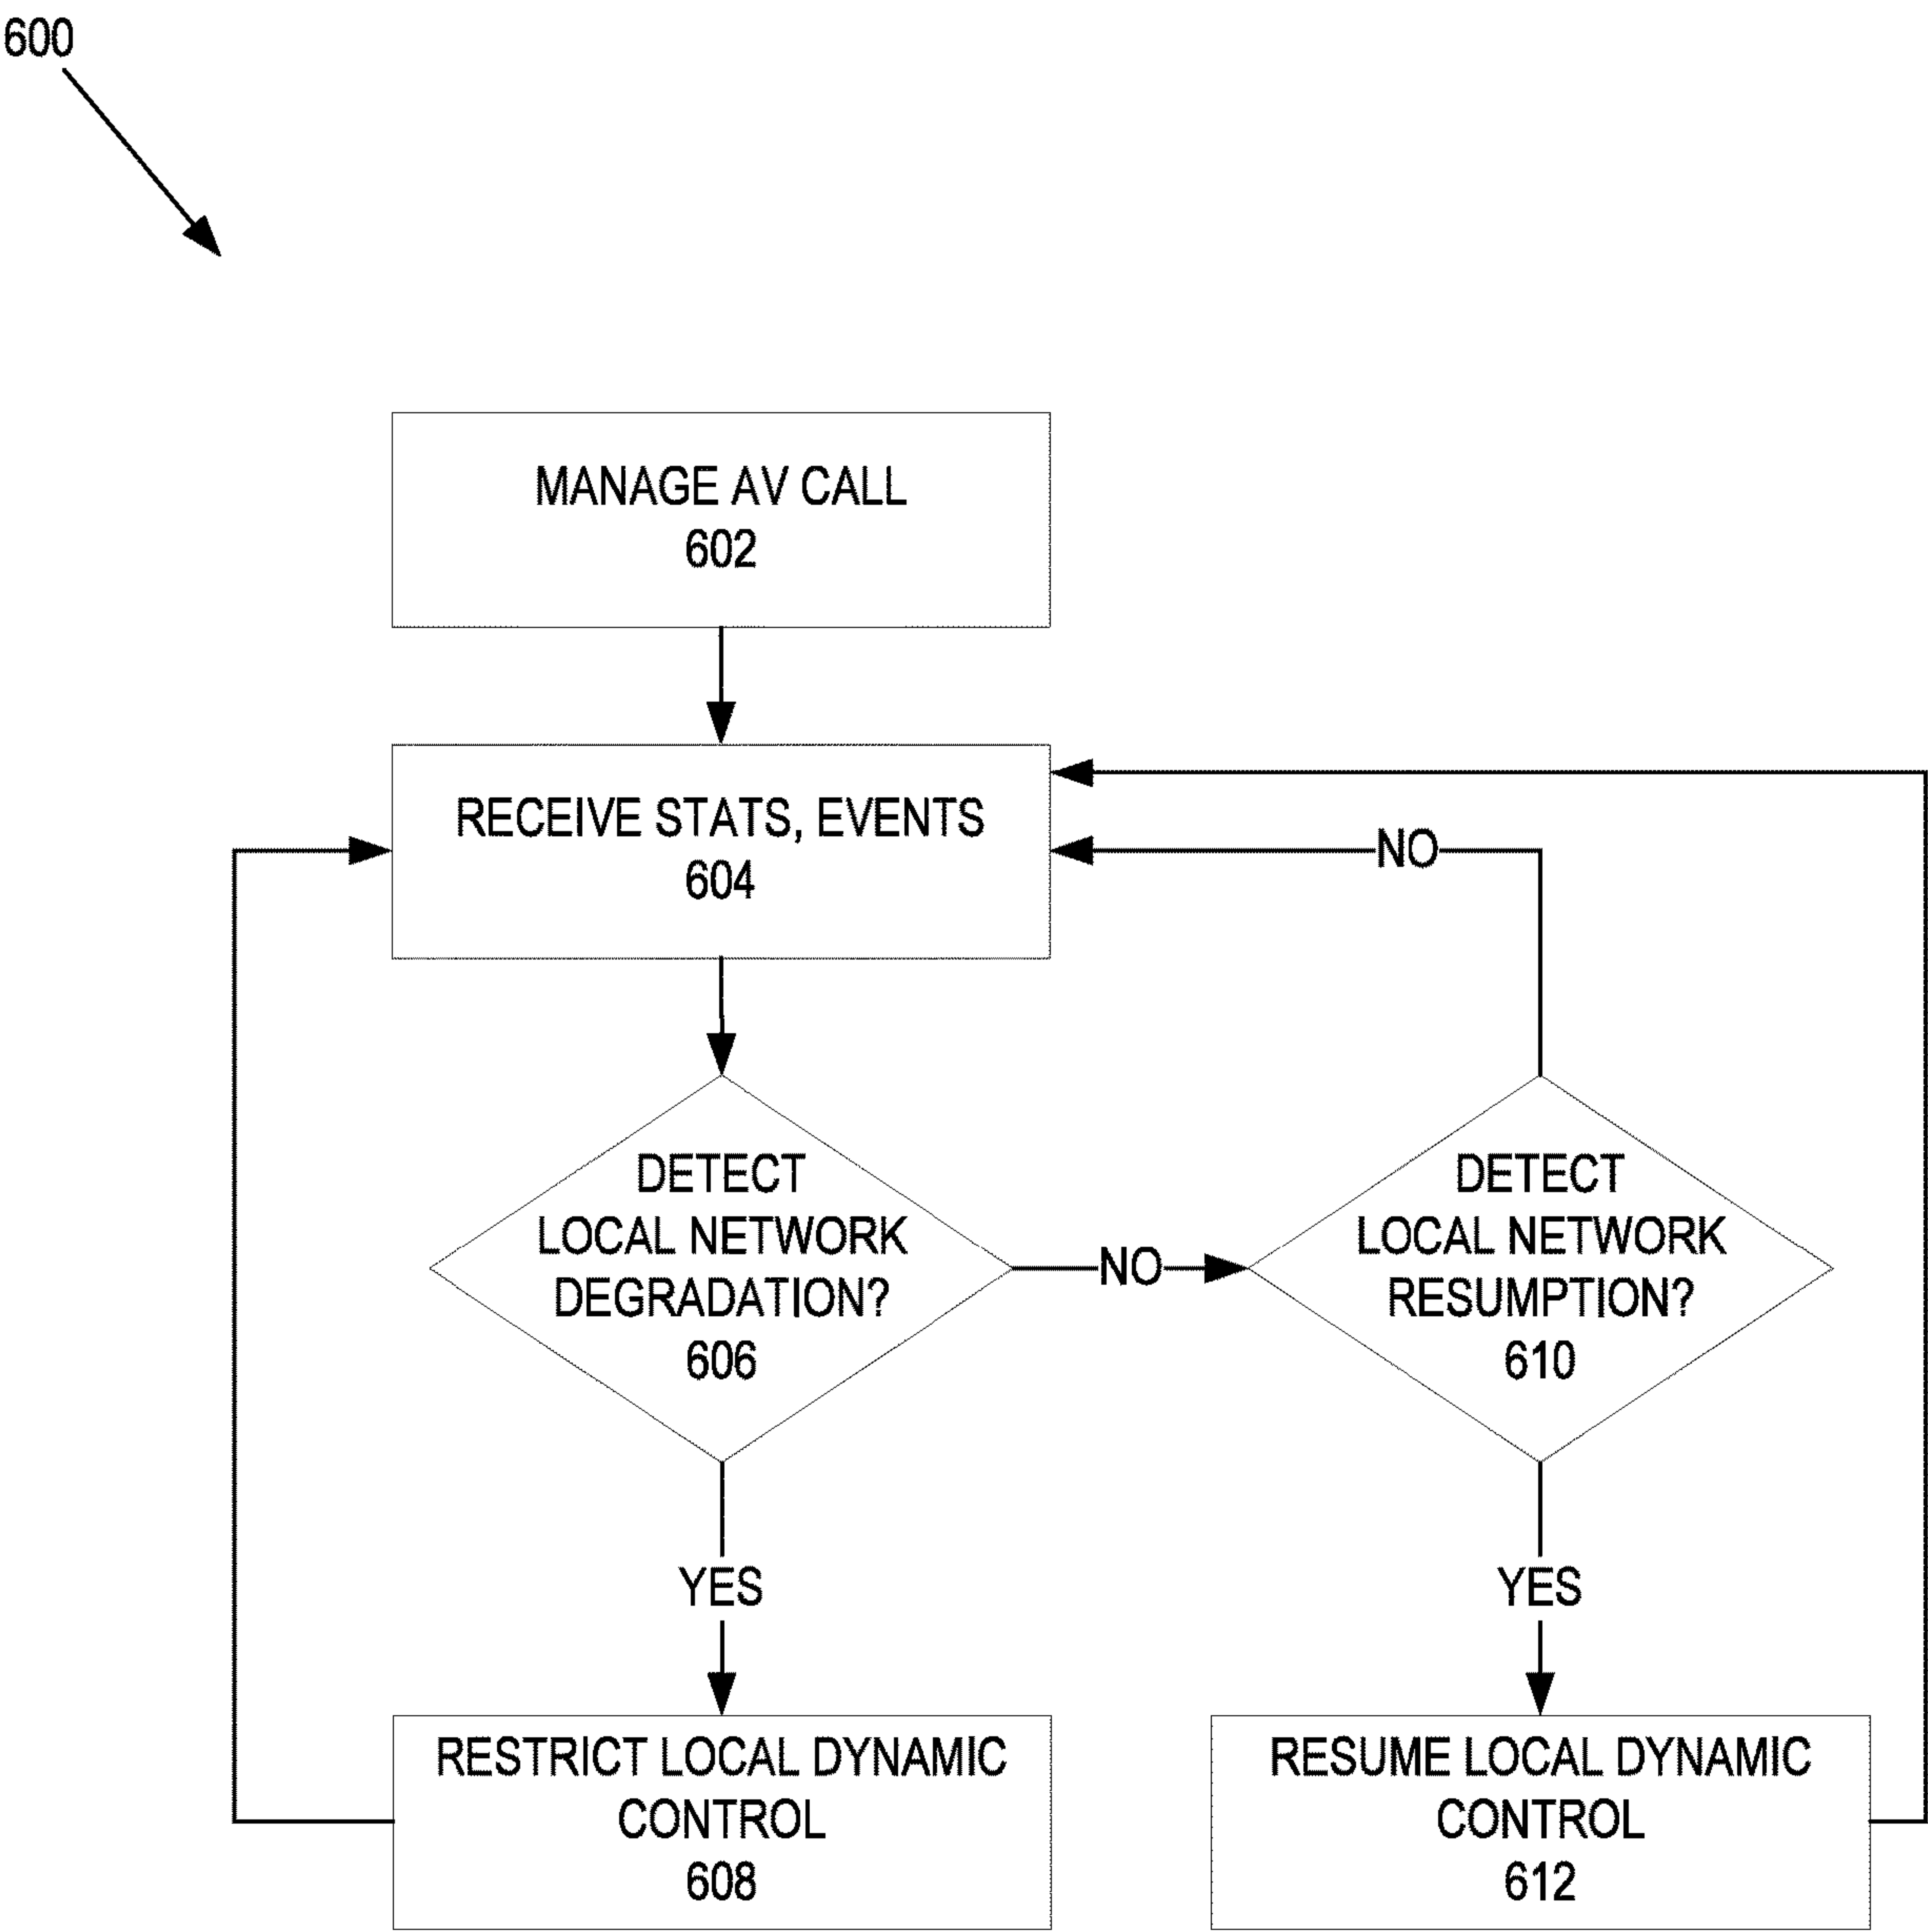 600
MANAGE AV CALL
602
RECEIVE STATS, EVENTS
604
NO
DETECT
LOCAL NETWORK
DEGRADATION?
606
NO
DETECT
LOCAL NETWORK
RESUMPTION?
610
YES
YES
RESTRICT LOCAL DYNAMIC
CONTROL
608
RESUME LOCAL DYNAMIC
CONTROL
612